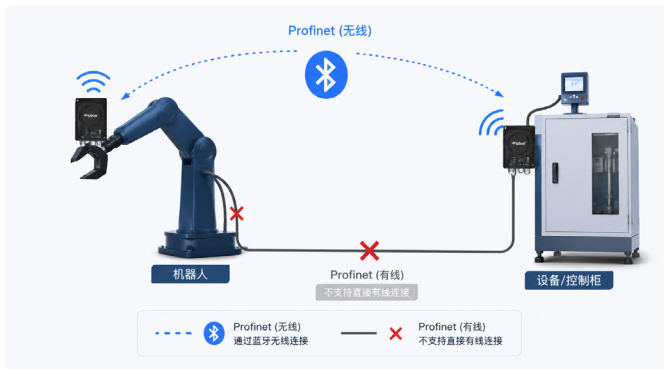 Profinet (无线)
Anybus
Anybus
机器人
Profinet (有线)
不支持直接有线连接
设备/控制柜
Profinet (无线)
通过蓝牙无线连接
Profinet (有线)
不支持直接有线连接